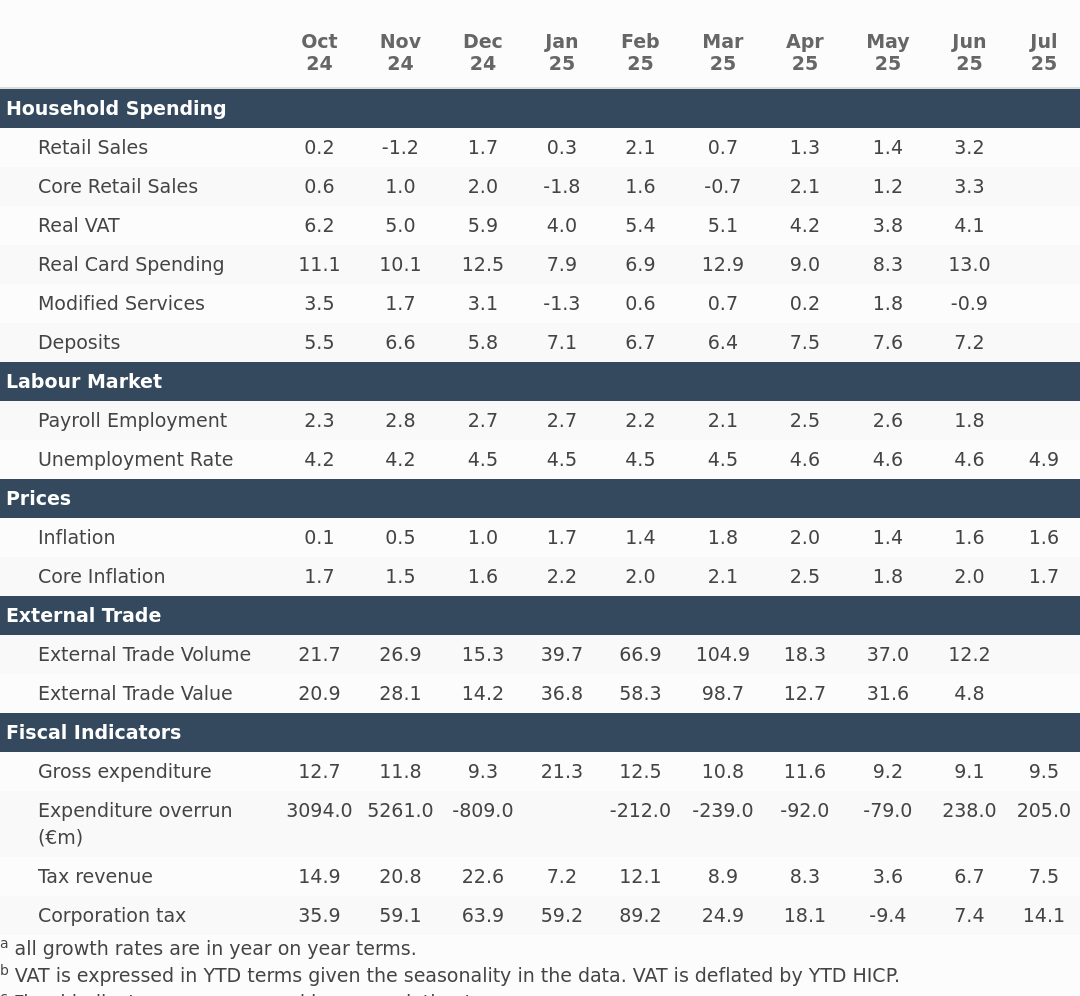 Oct Nov Dec Jan Feb Mar Apr May Jun Jul
24 24 24 25 25 25 25 25 25 25
Household Spending
Retail Sales 0.2 -1.2 1.7 0.3 2.1 0.7 1.3 1.4 3.2
Core Retail Sales 0.6 1.0 2.0 -1.8 1.6 -0.7 2.1 1.2 3.3
Real VAT 6.2 5.0 5.9 4.0 5.4 5.1 4.2 3.8 4.1
Real Card Spending 11.1 10.1 12.5 7.9 6.9 12.9 9.0 8.3 13.0
Modified Services 3.5 1.7 3.1 -1.3 0.6 0.7 0.2 1.8 -0.9
Deposits 5.5 6.6 5.8 7.1 6.7 6.4 7.5 7.6 7.2
Labour Market
Payroll Employment 2.3 2.8 2.7 2.7 2.2 2.1 2.5 2.6 1.8
Unemployment Rate 4.2 4.2 4.5 4.5 4.5 4.5 4.6 4.6 4.6 4.9
Prices
Inflation 0.1 0.5 1.0 1.7 1.4 1.8 2.0 1.4 1.6 1.6
Core Inflation 1.7 1.5 1.6 2.2 2.0 2.1 2.5 1.8 2.0 1.7
External Trade
External Trade Volume 21.7 26.9 15.3 39.7 66.9 104.9 18.3 37.0 12.2
External Trade Value 20.9 28.1 14.2 36.8 58.3 98.7 12.7 31.6 4.8
Fiscal Indicators
Gross expenditure 12.7 11.8 9.3 21.3 12.5 10.8 11.6 9.2 9.1 9.5
Expenditure overrun 3094.0 5261.0 -809.0 -212.0 -239.0 -92.0 -79.0 238.0 205.0
(€m)
Tax revenue 14.9 20.8 22.6 7.2 12.1 8.9 8.3 3.6 6.7 7.5
Corporation tax 35.9 59.1 63.9 59.2 89.2 24.9 18.1 -9.4 7.4 14.1
a all growth rates are in year on year terms.
b VAT is expressed in YTD terms given the seasonality in the data. VAT is deflated by YTD HICP.